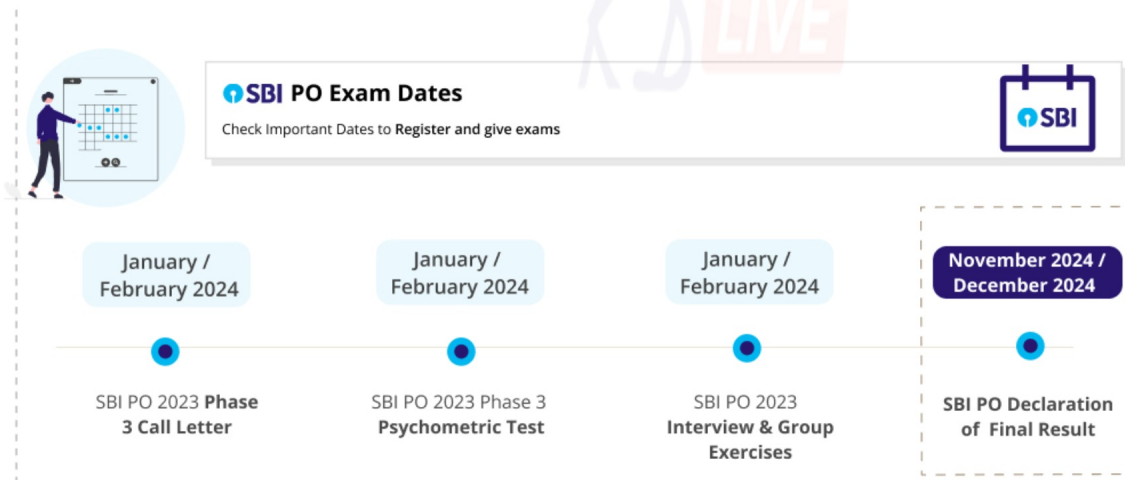 KD LIVE
SBI PO Exam Dates
Check Important Dates to Register and give exams
SBI
January /
February 2024
January /
February 2024
January /
February 2024
November 2024 /
December 2024
SBI PO 2023 Phase
3 Call Letter
SBI PO 2023 Phase 3
Psychometric Test
SBI PO 2023
Interview & Group
Exercises
SBI PO Declaration
of Final Result